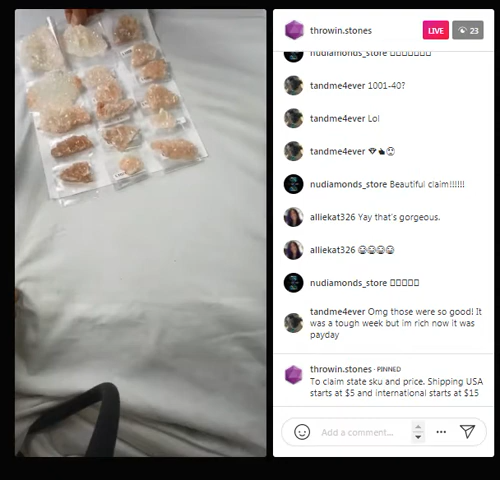 throwin.stones
LIVE
23
nudiamonds_store
tandme4ever 1001-40?
tandme4ever Lol
tandme4ever
nudiamonds_store Beautiful claim!!!!!!
alliekat326 Yay that's gorgeous.
alliekat326
nudiamonds_store
tandme4ever Omg those were so good! It
was a tough week but im rich now it was
payday
throwin.stones · PINNED
To claim state sku and price. Shipping USA
starts at $5 and international starts at $15
Add a comment...